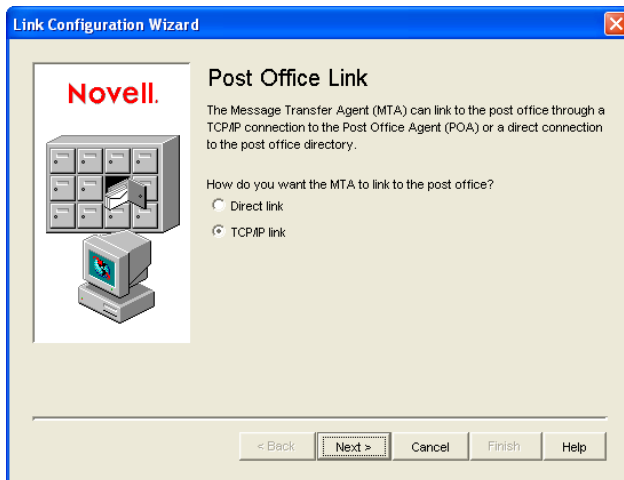 Link Configuration Wizard
Novell.
Post Office Link
The Message Transfer Agent (MTA) can link to the post office through a
TCP/IP connection to the Post Office Agent (POA) or a direct connection
to the post office directory.
How do you want the MTA to link to the post office?
Direct link
TCP/IP link
< Back
Next >
Cancel
Finish
Help